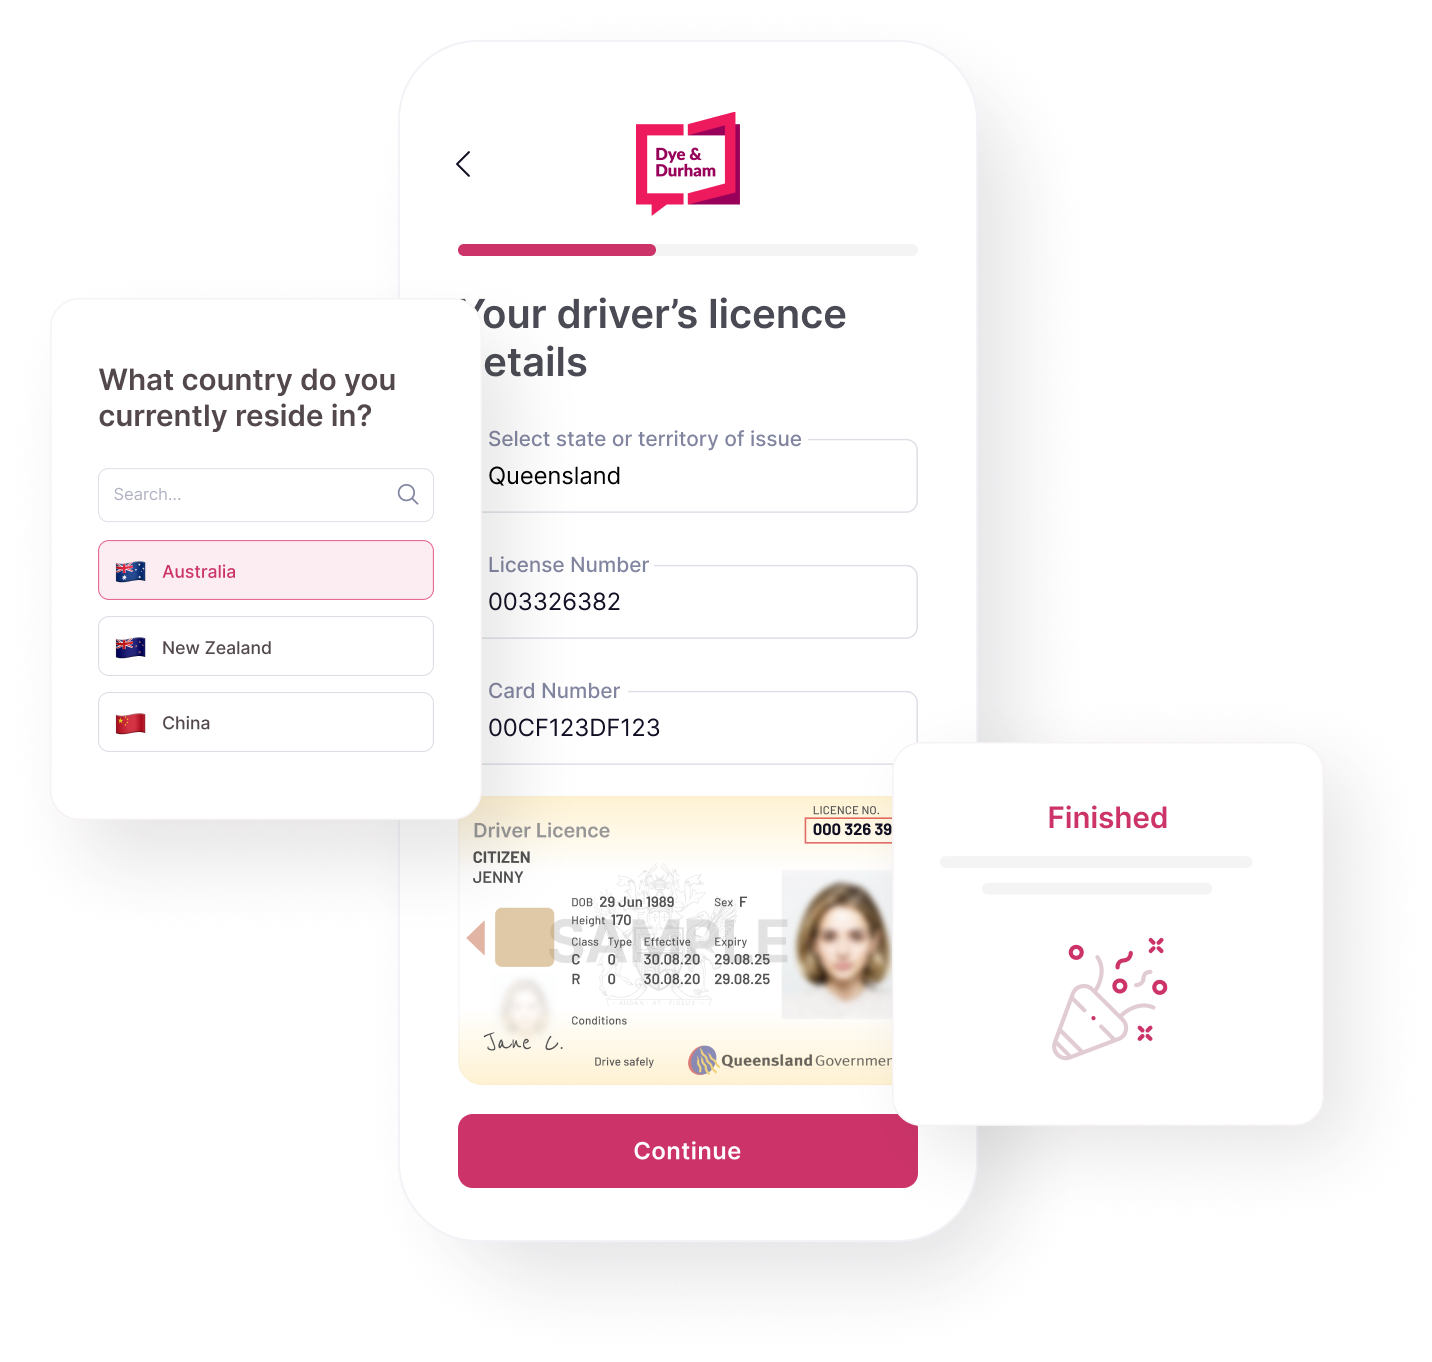 Dye &
Durham
Your driver’s licence
etails
What country do you
currently reside in?
Search...
Australia
New Zealand
China
Select state or territory of issue
Queensland
License Number
003326382
Card Number
00CF123DF123
Driver Licence
LICENCE NO.
000 326 39
CITIZEN
JENNY
DOB 29 Jun 1989 Sex F
Height 170
SAMPLE
Class Type Effective Expiry
C 0 30.08.20 29.08.25
R 0 30.08.20 29.08.25
Conditions
Jane C.
Drive safely
Queensland Governmen
Continue
Finished